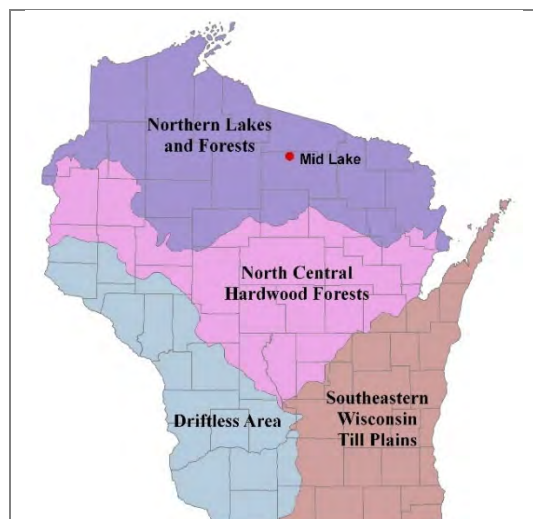 Northern Lakes
and Forests
Mid Lake
North Central
Hardwood Forests
Southeastern
Wisconsin
Till Plains
Driftless Area